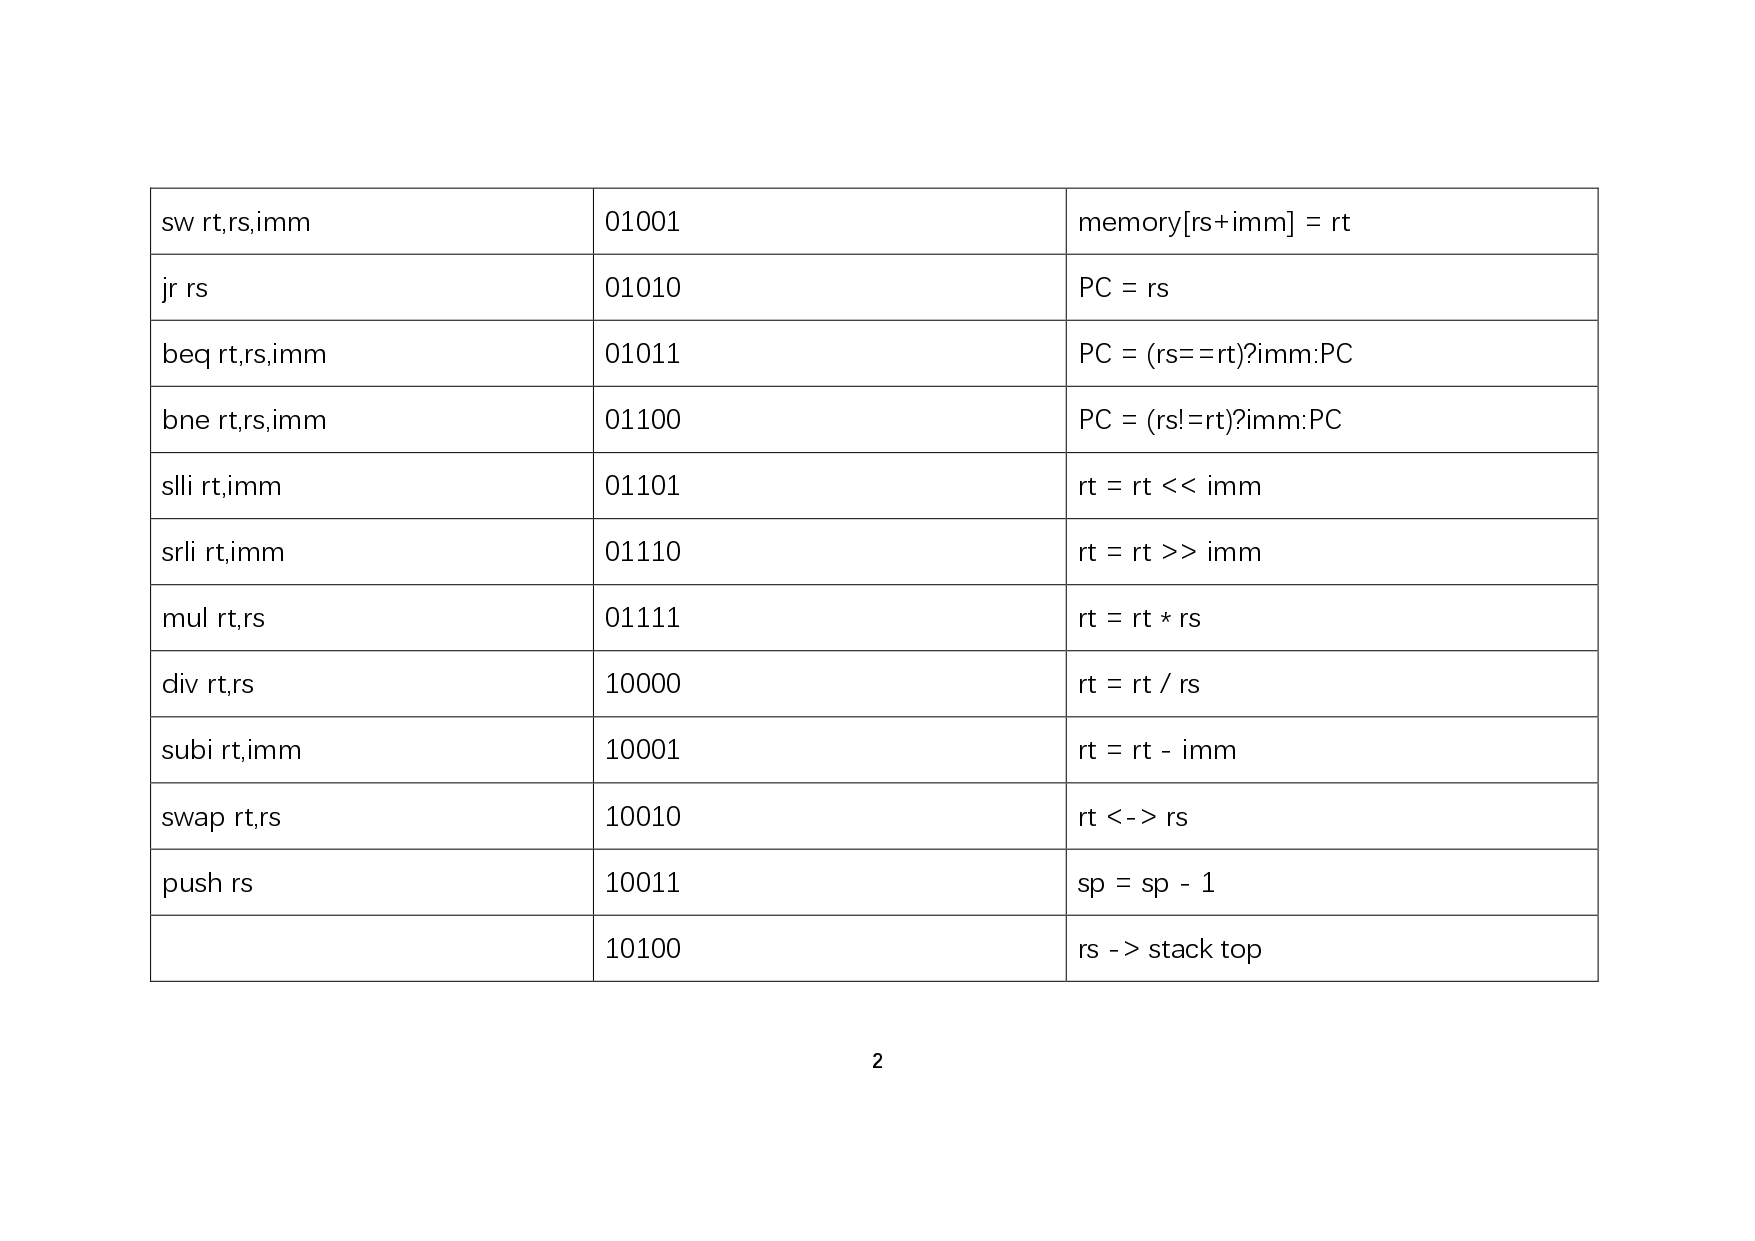 sw rt,rs,imm 01001 memory[rs+imm] = rt
jr rs 01010 PC = rs
beq rt,rs,imm 01011 PC = (rs==rt)?imm:PC
bne rt,rs,imm 01100 PC = (rs!=rt)?imm:PC
slli rt,imm 01101 rt = rt << imm
srli rt,imm 01110 rt = rt >> imm
mul rt,rs 01111 rt = rt * rs
div rt,rs 10000 rt = rt / rs
subi rt,imm 10001 rt = rt - imm
swap rt,rs 10010 rt <-> rs
push rs 10011 sp = sp - 1
10100 rs -> stack top
2